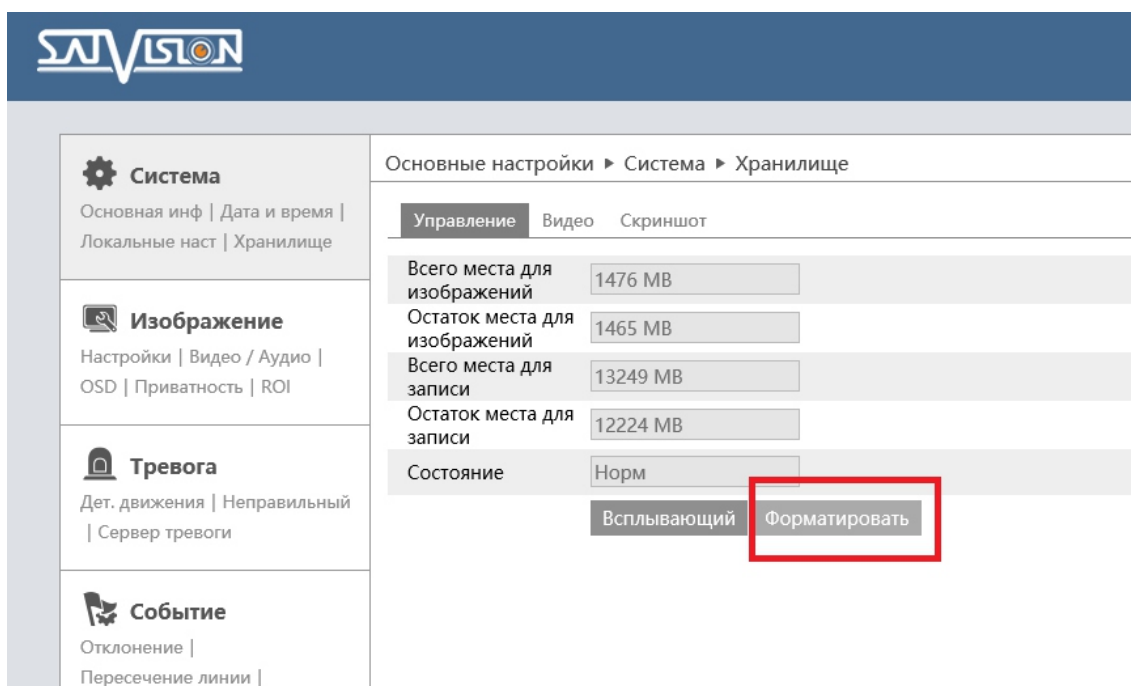 SATVISION
Система
Основная инф | Дата и время |
Локальные наст | Хранилище
Изображение
Настройки | Видео / Аудио |
OSD | Приватность | ROI
Тревога
Дет. движения | Неправильный
| Сервер тревоги
Событие
Отклонение |
Пересечение линии |
Основные настройки ▶ Система ▶ Хранилище
Управление Видео Скриншот
Всего места для
изображений
1476 MB
Остаток места для
изображений
1465 MB
Всего места для
записи
13249 MB
Остаток места для
записи
12224 MB
Состояние Норм
Всплывающий Форматировать